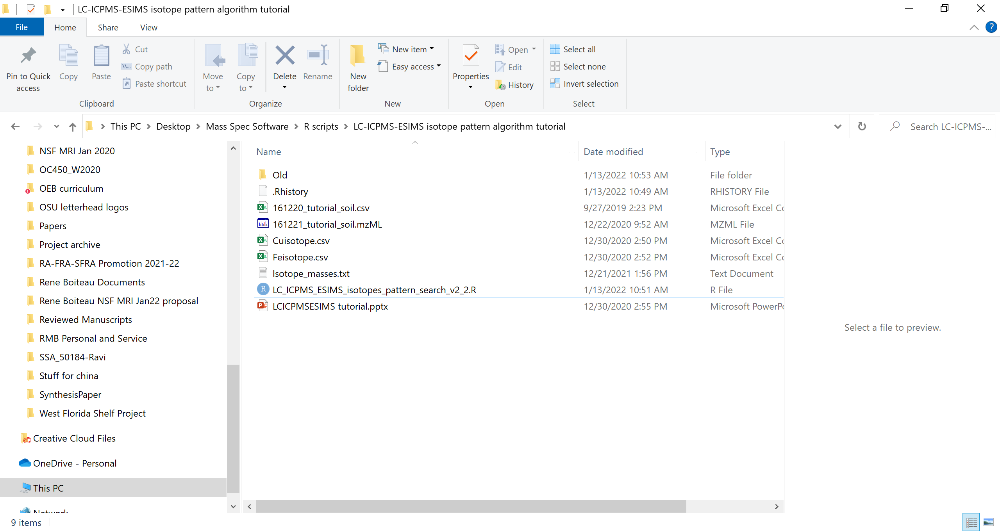 LC-ICPMS-ESIMS isotope pattern algorithm tutorial
File Home Share View
Pin to Quick access
Copy
Paste
Cut
Copy path
Paste shortcut
Clipboard
Move to
Copy to
Delete
Rename
Organize
New folder
New item
Easy access
New
Properties
Open
Edit
History
Open
Select all
Select none
Invert selection
Select
This PC > Desktop > Mass Spec Software > R scripts > LC-ICPMS-ESIMS isotope pattern algorithm tutorial
Search LC-ICPMS-...
NSF MRI Jan 2020
OC450_W2020
OEB curriculum
OSU letterhead logos
Papers
Project archive
RA-FRA-SFRA Promotion 2021-22
Rene Boiteau Documents
Rene Boiteau NSF MRI Jan22 proposal
Reviewed Manuscripts
RMB Personal and Service
SSA_50184-Ravi
Stuff for china
SynthesisPaper
West Florida Shelf Project
Creative Cloud Files
OneDrive - Personal
This PC
Network
Name Date modified Type
Old 1/13/2022 10:53 AM File folder
.Rhistory 1/13/2022 10:49 AM RHISTORY File
161220_tutorial_soil.csv 9/27/2019 2:23 PM Microsoft Excel Co
161221_tutorial_soil.mzML 12/22/2020 9:52 AM MZML File
Cuisotope.csv 12/30/2020 2:50 PM Microsoft Excel Co
Feisotope.csv 12/30/2020 2:52 PM Microsoft Excel Co
Isotope_masses.txt 12/21/2021 1:56 PM Text Document
LC_ICPMS_ESIMS_isotopes_pattern_search_v2_2.R 1/13/2022 10:51 AM R File
LCICPMSESIMS tutorial.pptx 12/30/2020 2:55 PM Microsoft PowerPo
Select a file to preview.
9 items